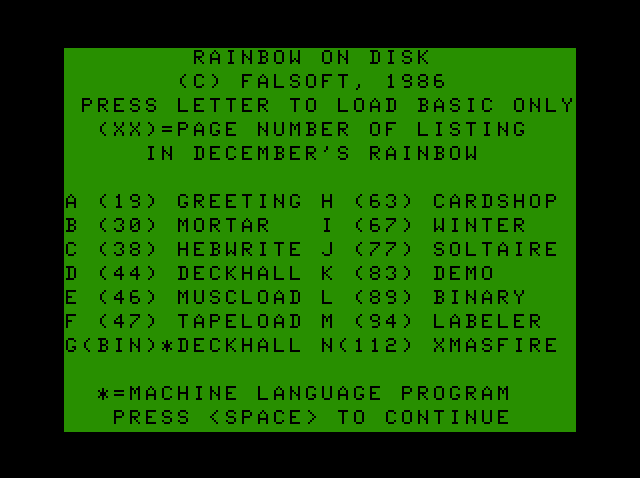 RAINBOW ON DISK
(C) FALSOFT, 1986
PRESS LETTER TO LOAD BASIC ONLY
(XX)=PAGE NUMBER OF LISTING
IN DECEMBER'S RAINBOW
A (19) GREETING H (63) CARDSHOP
B (30) MORTAR I (67) WINTER
C (38) HEBWRITE J (77) SOLTAIRE
D (44) DECKHALL K (83) DEMO
E (46) MUSCLOAD L (89) BINARY
F (47) TAPELOAD M (94) LABELER
G(BIN)*DECKHALL N(112) XMASFIRE
*=MACHINE LANGUAGE PROGRAM
PRESS <SPACE> TO CONTINUE